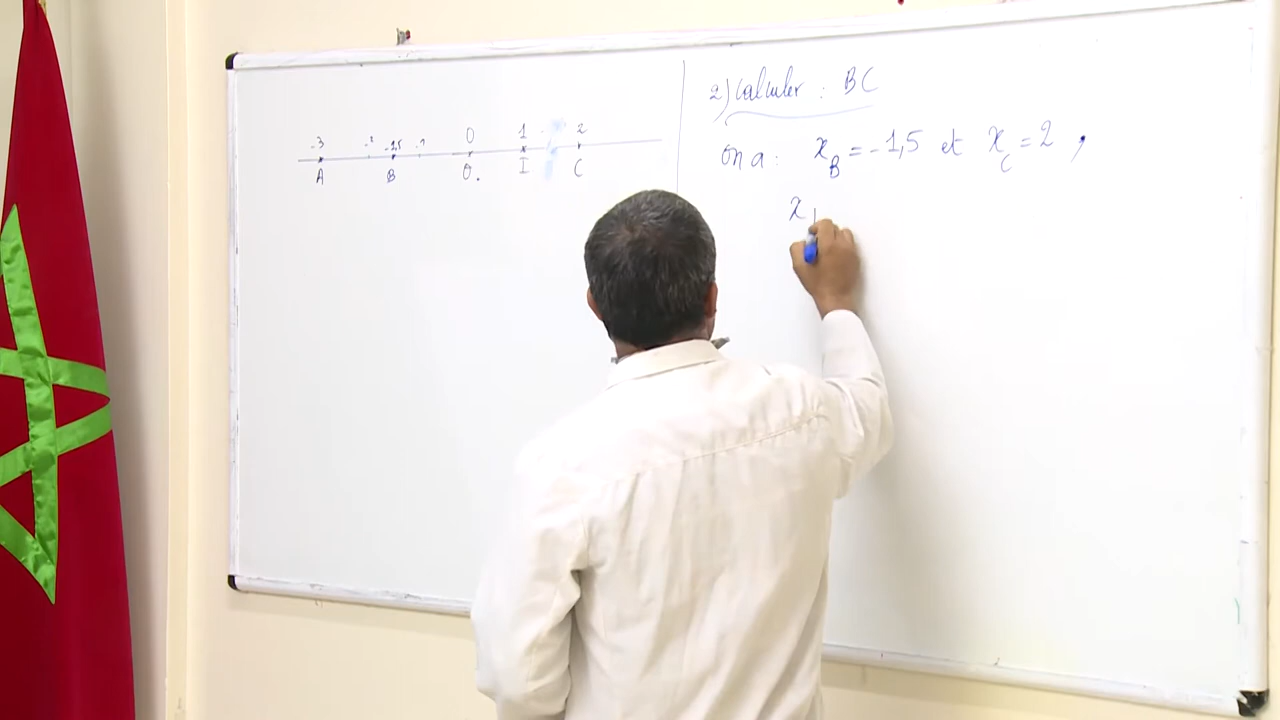 -3 -2 -1,5 -1 0 1 2
A B O I C
2) Calculer : BC
on a : x_B = -1,5 et x_C = 2 ,
x